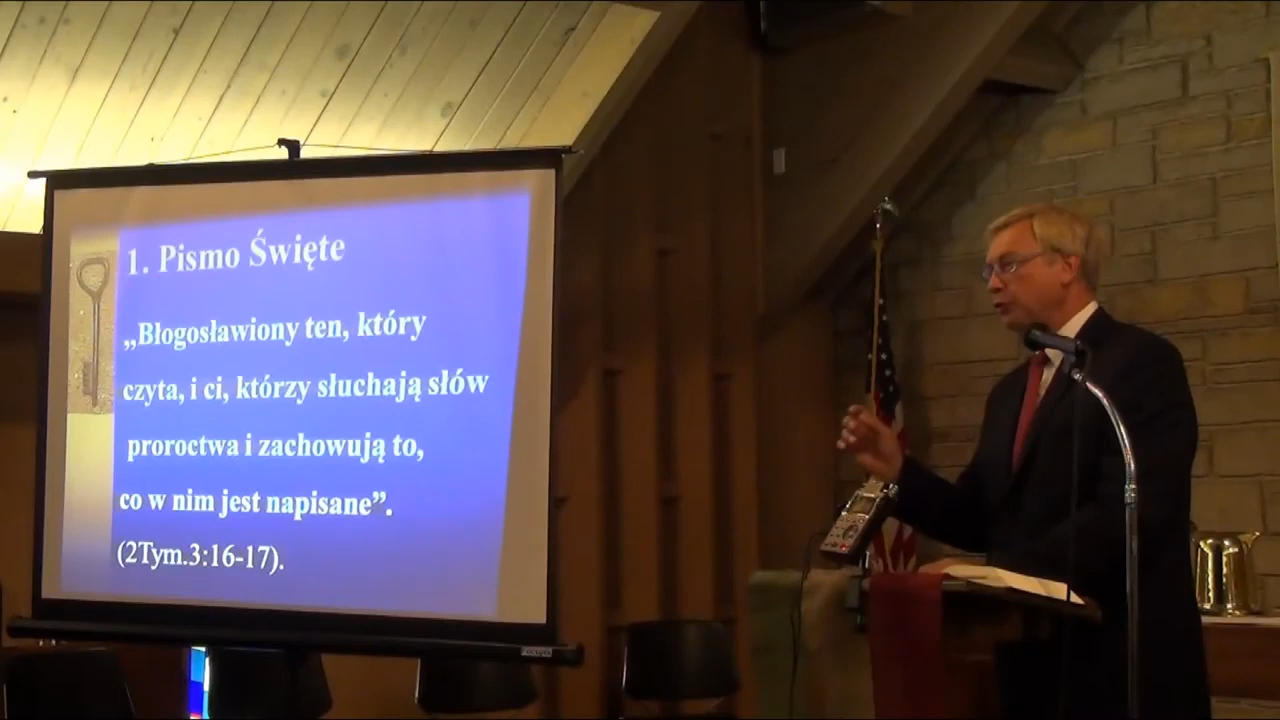 1. Pismo Święte
„Błogosławiony ten, który
czyta, i ci, którzy słuchają słów
proroctwa i zachowują to,
co w nim jest napisane”.
(2Tym.3:16-17).